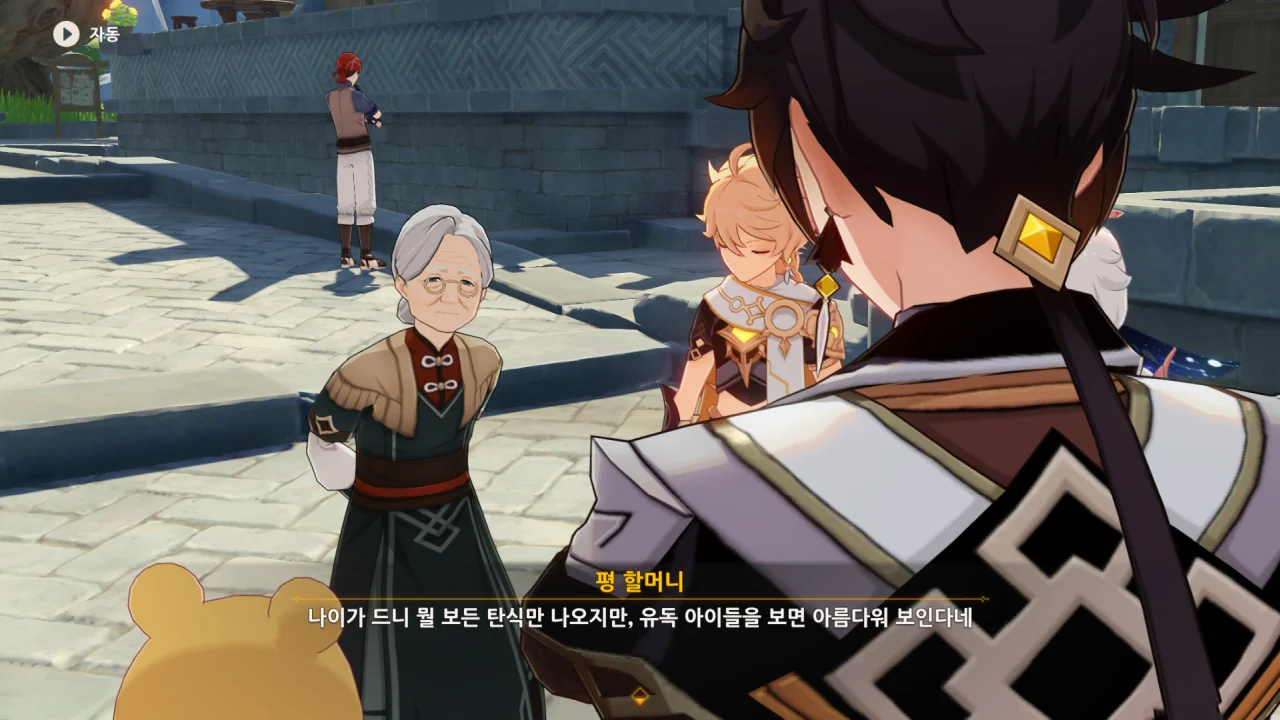 자동
평 할머니
나이가 드니 뭘 보든 탄식만 나오지만, 유독 아이들을 보면 아름다워 보인다네